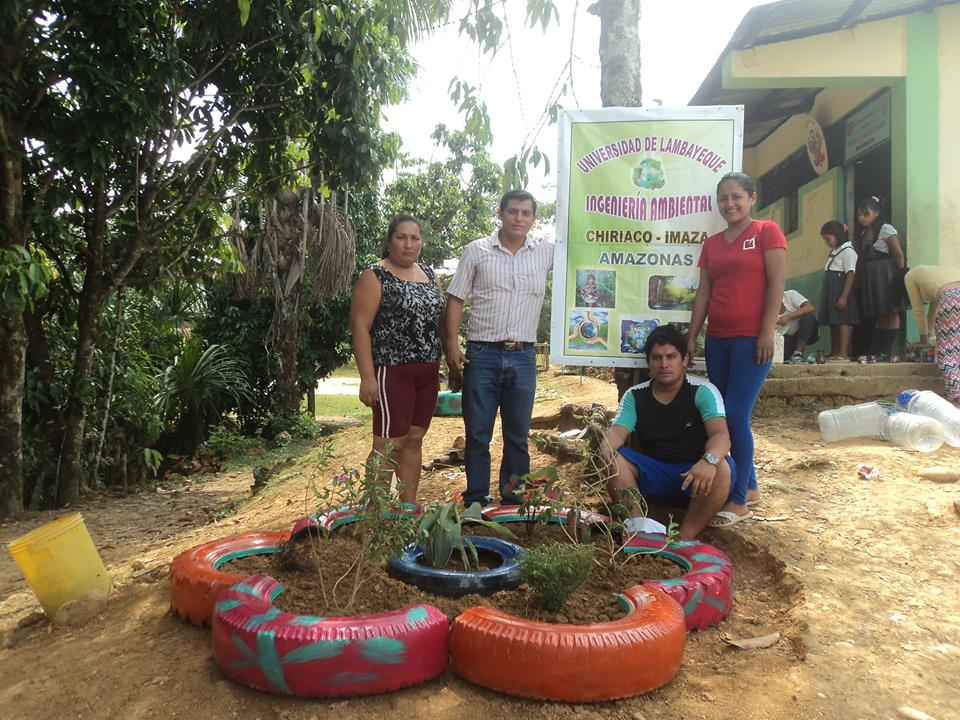 UNIVERSIDAD DE LAMBAYEQUE
INGENIERÍA AMBIENTAL
CHIRIACO - IMAZA
AMAZONAS